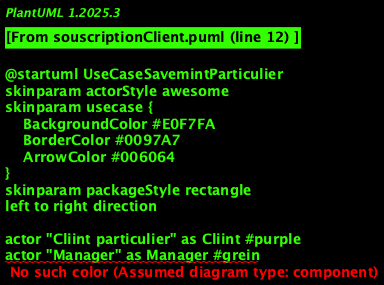 PlantUML 1.2025.3
[From souscriptionClient.puml (line 12) ]
@startuml UseCaseSavemintParticulier
skinparam actorStyle awesome
skinparam usecase {
BackgroundColor #E0F7FA
BorderColor #0097A7
ArrowColor #006064
}
skinparam packageStyle rectangle
left to right direction
actor "Cliint particulier" as Cliint #purple
actor "Manager" as Manager #grein
No such color (Assumed diagram type: component)